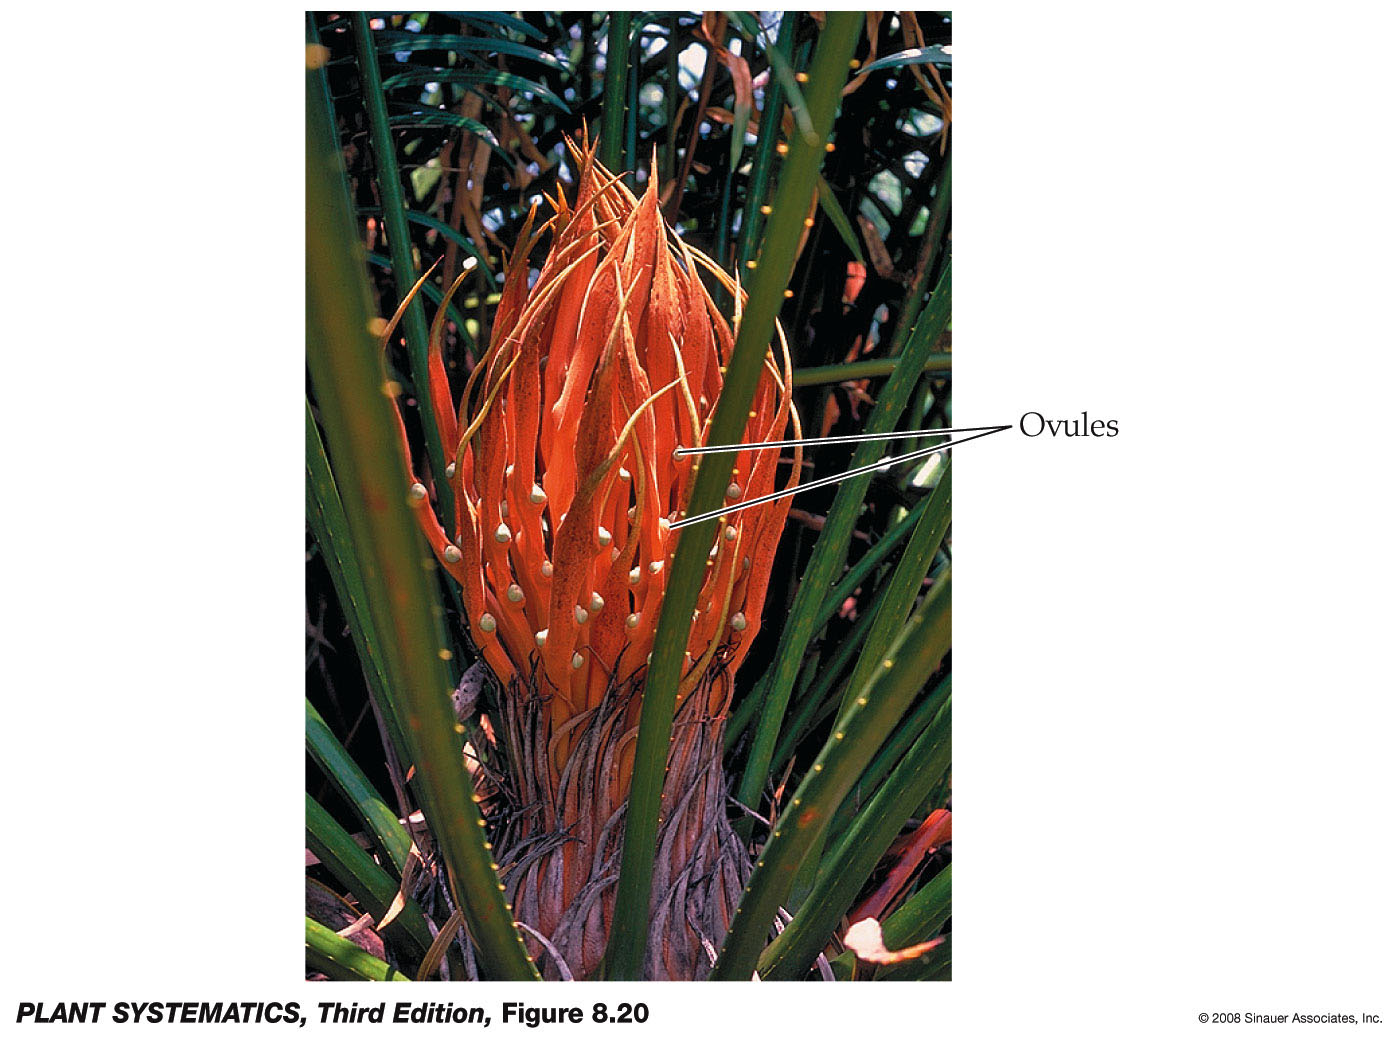 Ovules
PLANT SYSTEMATICS, Third Edition, Figure 8.20
© 2008 Sinauer Associates, Inc.